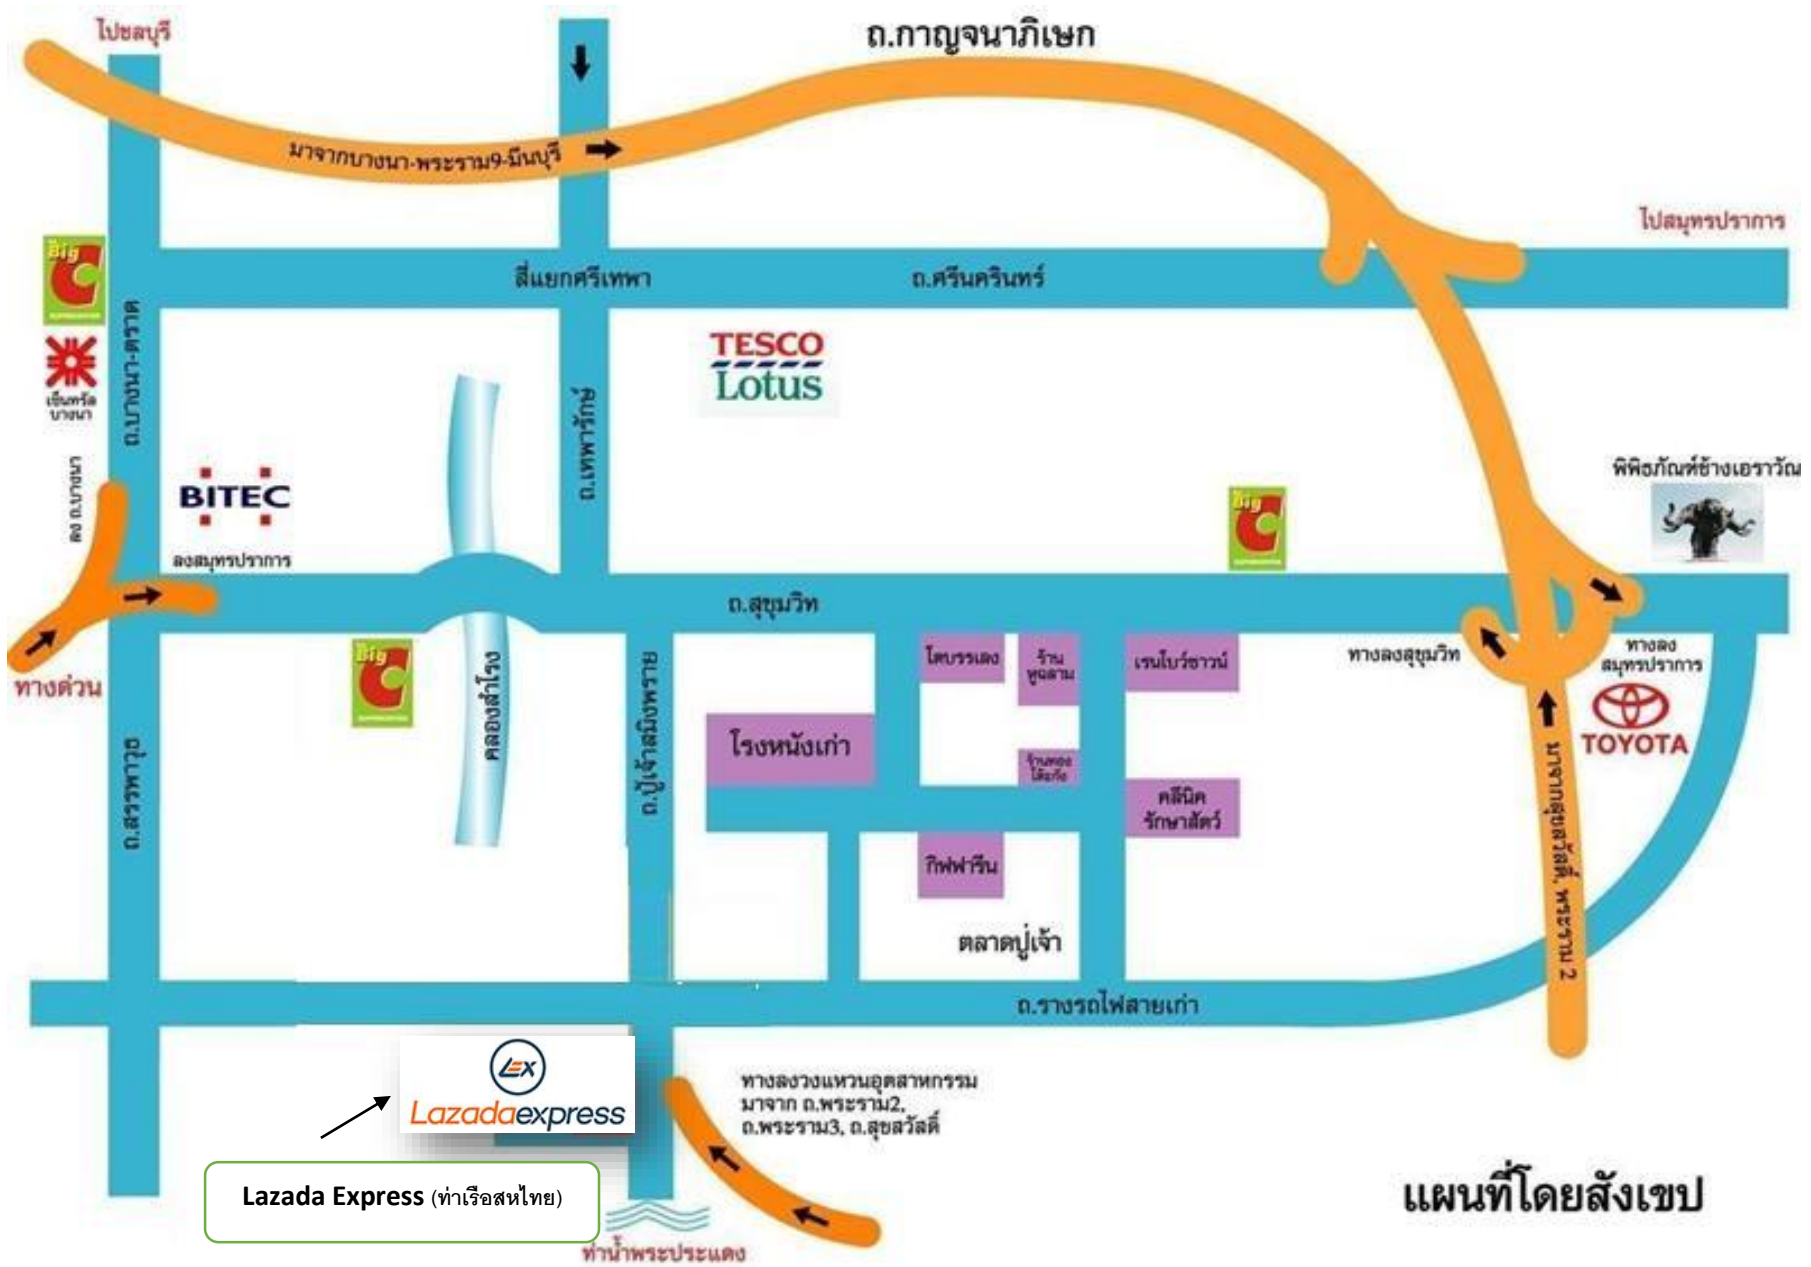 ไปชลบุรี
ถ.กาญจนาภิเษก
มาจากบางนา-พระราม9-มีนบุรี
ไปสมุทรปราการ
Big
C
สี่แยกศรีเทพา
ถ.ศรีนครินทร์
ถ.บางนา-ตราด
เซ็นทรัล
บางนา
TESCO
Lotus
ถ.เทพารักษ์
ลง ถ.บางนา
BITEC
ลงสมุทรปราการ
Big
C
พิพิธภัณฑ์ช้างเอราวัณ
ถ.สุขุมวิท
ทางด่วน
Big
C
คลองสำโรง
ถ.ปู่เจ้าสมิงพราย
โตบรรเลง
ร้าน
หูฉลาม
เรนโบว์ซาวน์
ทางลงสุขุมวิท
ทางลง
สมุทรปราการ
TOYOTA
ถ.สรรพาวุธ
โรงหนังเก่า
ร้านทอง
โต๊ะกัง
คลีนิค
รักษาสัตว์
กิฟฟารีน
มาจากสุขสวัสดิ์, พระราม 2
ตลาดปู่เจ้า
ถ.รางรถไฟสายเก่า
LEX
Lazadaexpress
ทางลงวงแหวนอุตสาหกรรม
มาจาก ถ.พระราม2,
ถ.พระราม3, ถ.สุขสวัสดิ์
Lazada Express (ท่าเรือสหไทย)
แผนที่โดยสังเขป
ท่าน้ำพระประแดง